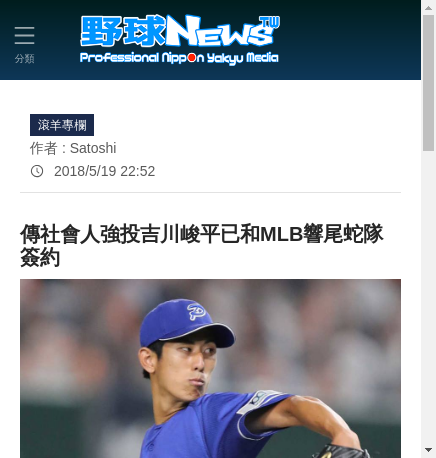 野球NewsTW
Professional Nippon Yakyu Media
分類
滾羊專欄
作者 : Satoshi
2018/5/19 22:52
傳社會人強投吉川峻平已和MLB響尾蛇隊
簽約